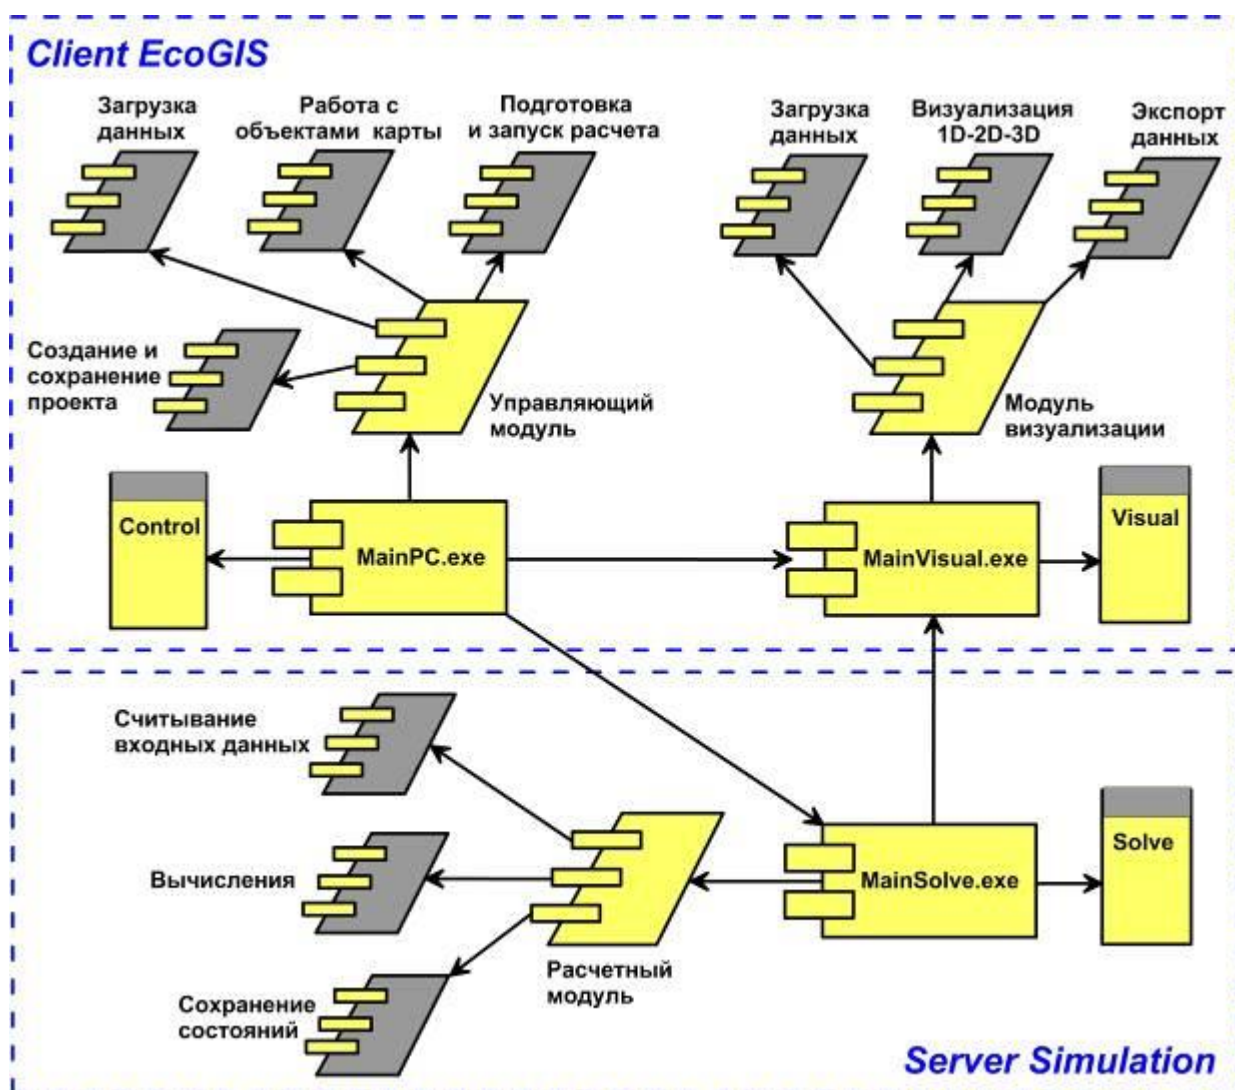 Client EcoGIS
Загрузка
данных
Работа с
объектами карты
Подготовка
и запуск расчета
Загрузка
данных
Визуализация
1D-2D-3D
Экспорт
данных
Создание и
сохранение
проекта
Управляющий
модуль
Модуль
визуализации
Control
MainPC.exe
MainVisual.exe
Visual
Считывание
входных данных
Вычисления
Сохранение
состояний
Расчетный
модуль
MainSolve.exe
Solve
Server Simulation